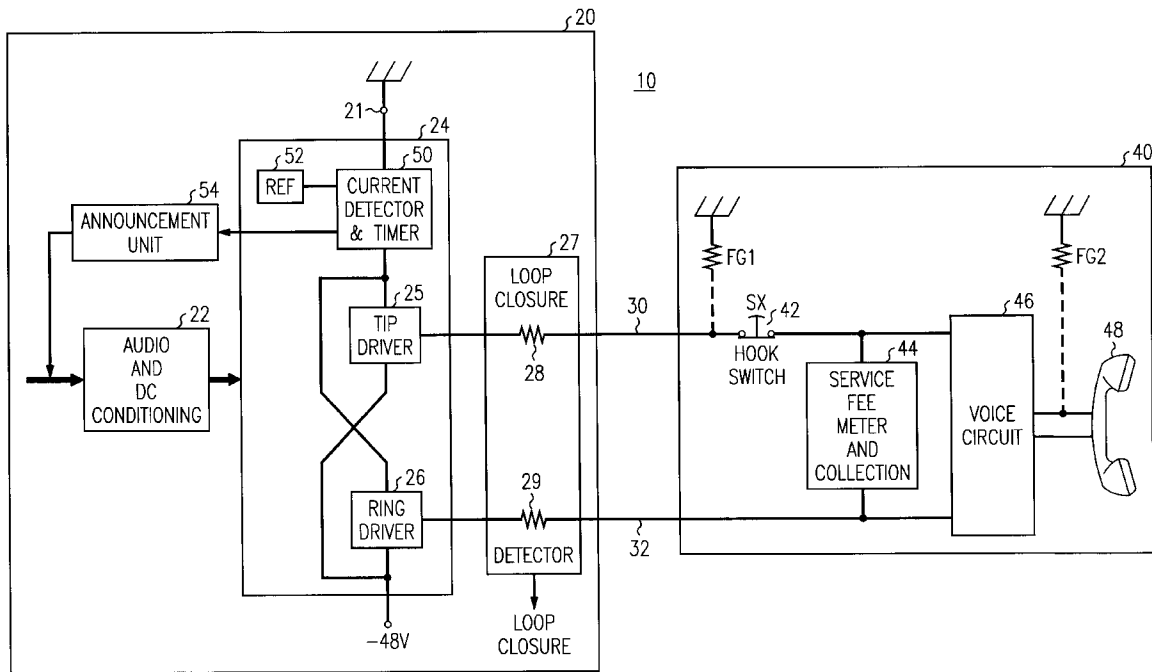 20
10
21
24
52
50
REF
CURRENT
DETECTOR
& TIMER
54
ANNOUNCEMENT
UNIT
40
FG1
FG2
27
LOOP
CLOSURE
25
TIP
DRIVER
28
30
SX
42
HOOK
SWITCH
44
SERVICE
FEE
METER
AND
COLLECTION
46
VOICE
CIRCUIT
48
22
AUDIO
AND
DC
CONDITIONING
26
RING
DRIVER
29
32
DETECTOR
LOOP
CLOSURE
-48V